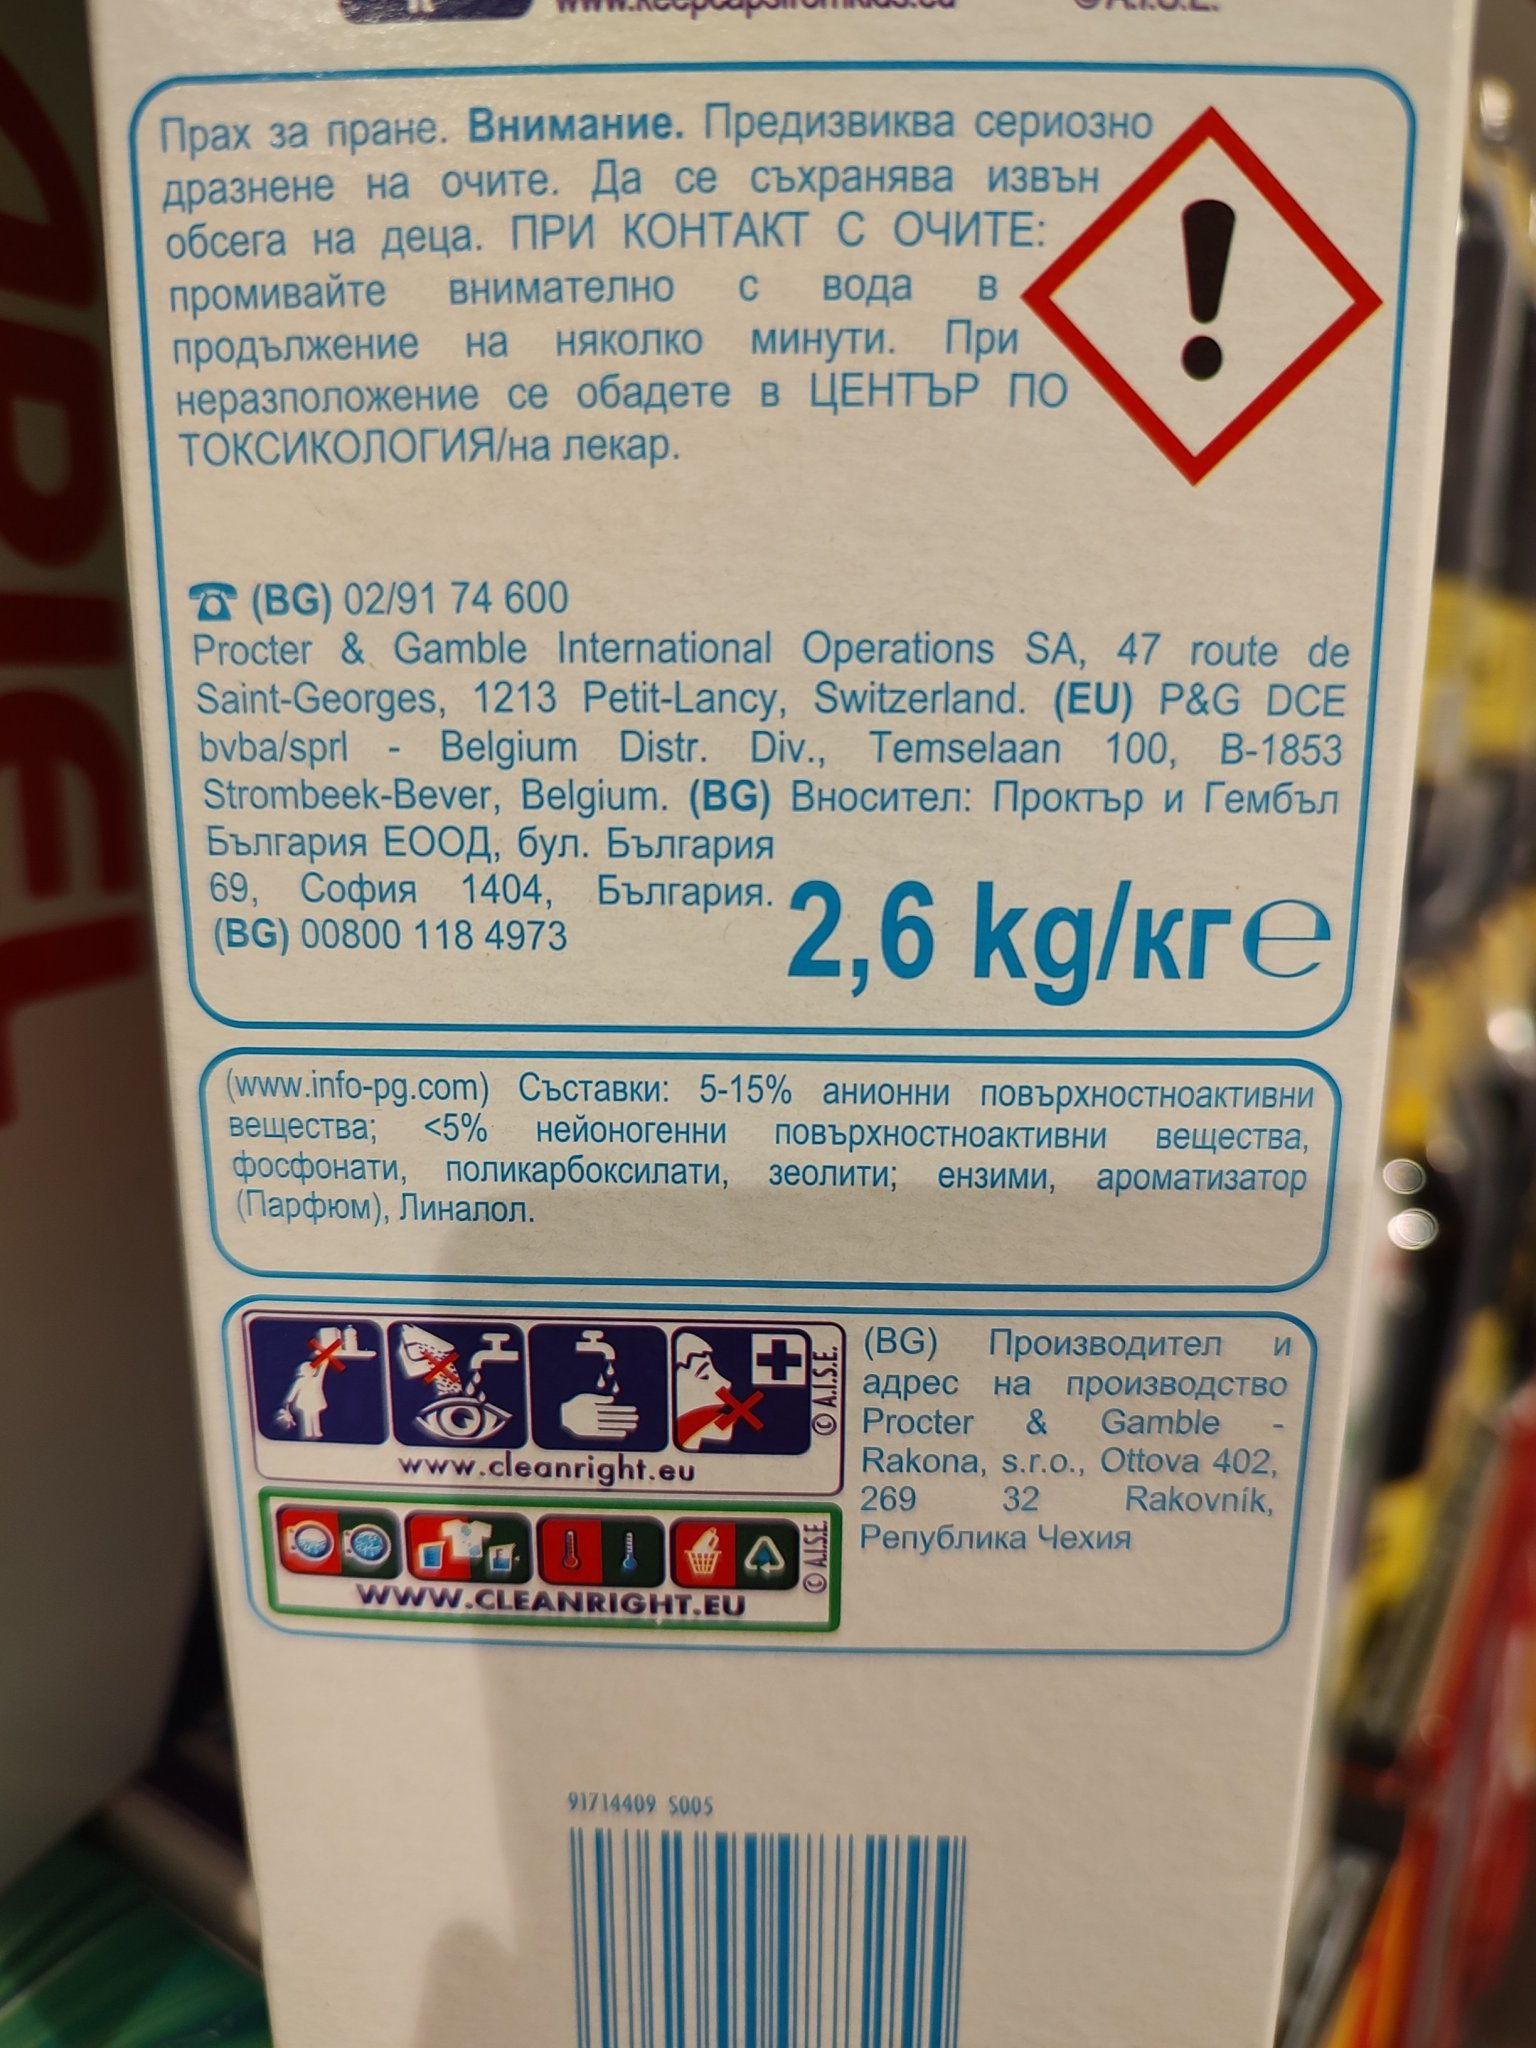 Прах за пране. Внимание. Предизвиква сериозно
дразнене на очите. Да се съхранява извън
обсега на деца. ПРИ КОНТАКТ С ОЧИТЕ:
промивайте внимателно с вода в
продължение на няколко минути. При
неразположение се обадете в ЦЕНТЪР ПО
ТОКСИКОЛОГИЯ/на лекар.
☎ (BG) 02/91 74 600
Procter & Gamble International Operations SA, 47 route de
Saint-Georges, 1213 Petit-Lancy, Switzerland. (EU) P&G DCE
bvba/sprl - Belgium Distr. Div., Temselaan 100, B-1853
Strombeek-Bever, Belgium. (BG) Вносител: Проктър и Гембъл
България ЕООД, бул. България
69, София 1404, България.
(BG) 00800 118 4973
2,6 kg/кг℮
(www.info-pg.com) Съставки: 5-15% анионни повърхностноактивни
вещества; <5% нейоногенни повърхностноактивни вещества,
фосфонати, поликарбоксилати, зеолити; ензими, ароматизатор
(Парфюм), Линалол.
© A.I.S.E.
www.cleanright.eu
© A.I.S.E.
WWW.CLEANRIGHT.EU
(BG) Производител и
адрес на производство
Procter & Gamble -
Rakona, s.r.o., Ottova 402,
269 32 Rakovník,
Република Чехия
91714409 S005